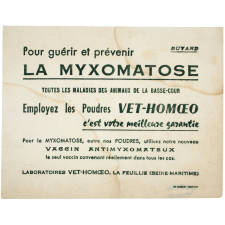 Pour guérir et prévenir
BUVARD
LA MYXOMATOSE
TOUTES LES MALADIES DES ANIMAUX DE LA BASSE-COUR
Employez les Poudres VET-HOMŒO
c'est votre meilleure garantie
Pour la MYXOMATOSE, outre nos POUDRES, utilisez notre nouveau
VACCIN ANTIMYXOMATEUX
le seul vaccin convenant réellement dans tous les cas.
LABORATOIRES VET-HOMŒO, LA FEUILLIE (SEINE-MARITIME)